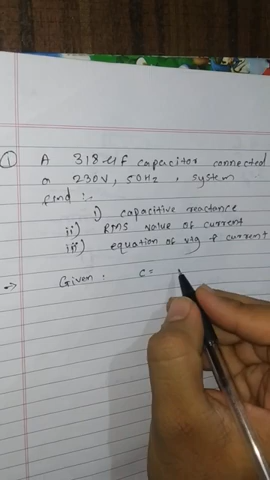 ① A 318 μf capacitor connected
a 230V, 50Hz, system
find :-
i) capacitive reactance
ii) RMS value of current
iii) equation of vtg & current
→ Given : C =